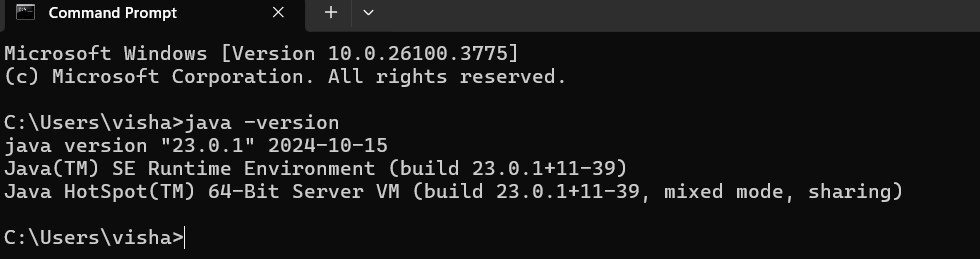 Command Prompt
Microsoft Windows [Version 10.0.26100.3775]
(c) Microsoft Corporation. All rights reserved.
C:\Users\visha>java -version
java version "23.0.1" 2024-10-15
Java(TM) SE Runtime Environment (build 23.0.1+11-39)
Java HotSpot(TM) 64-Bit Server VM (build 23.0.1+11-39, mixed mode, sharing)
C:\Users\visha>